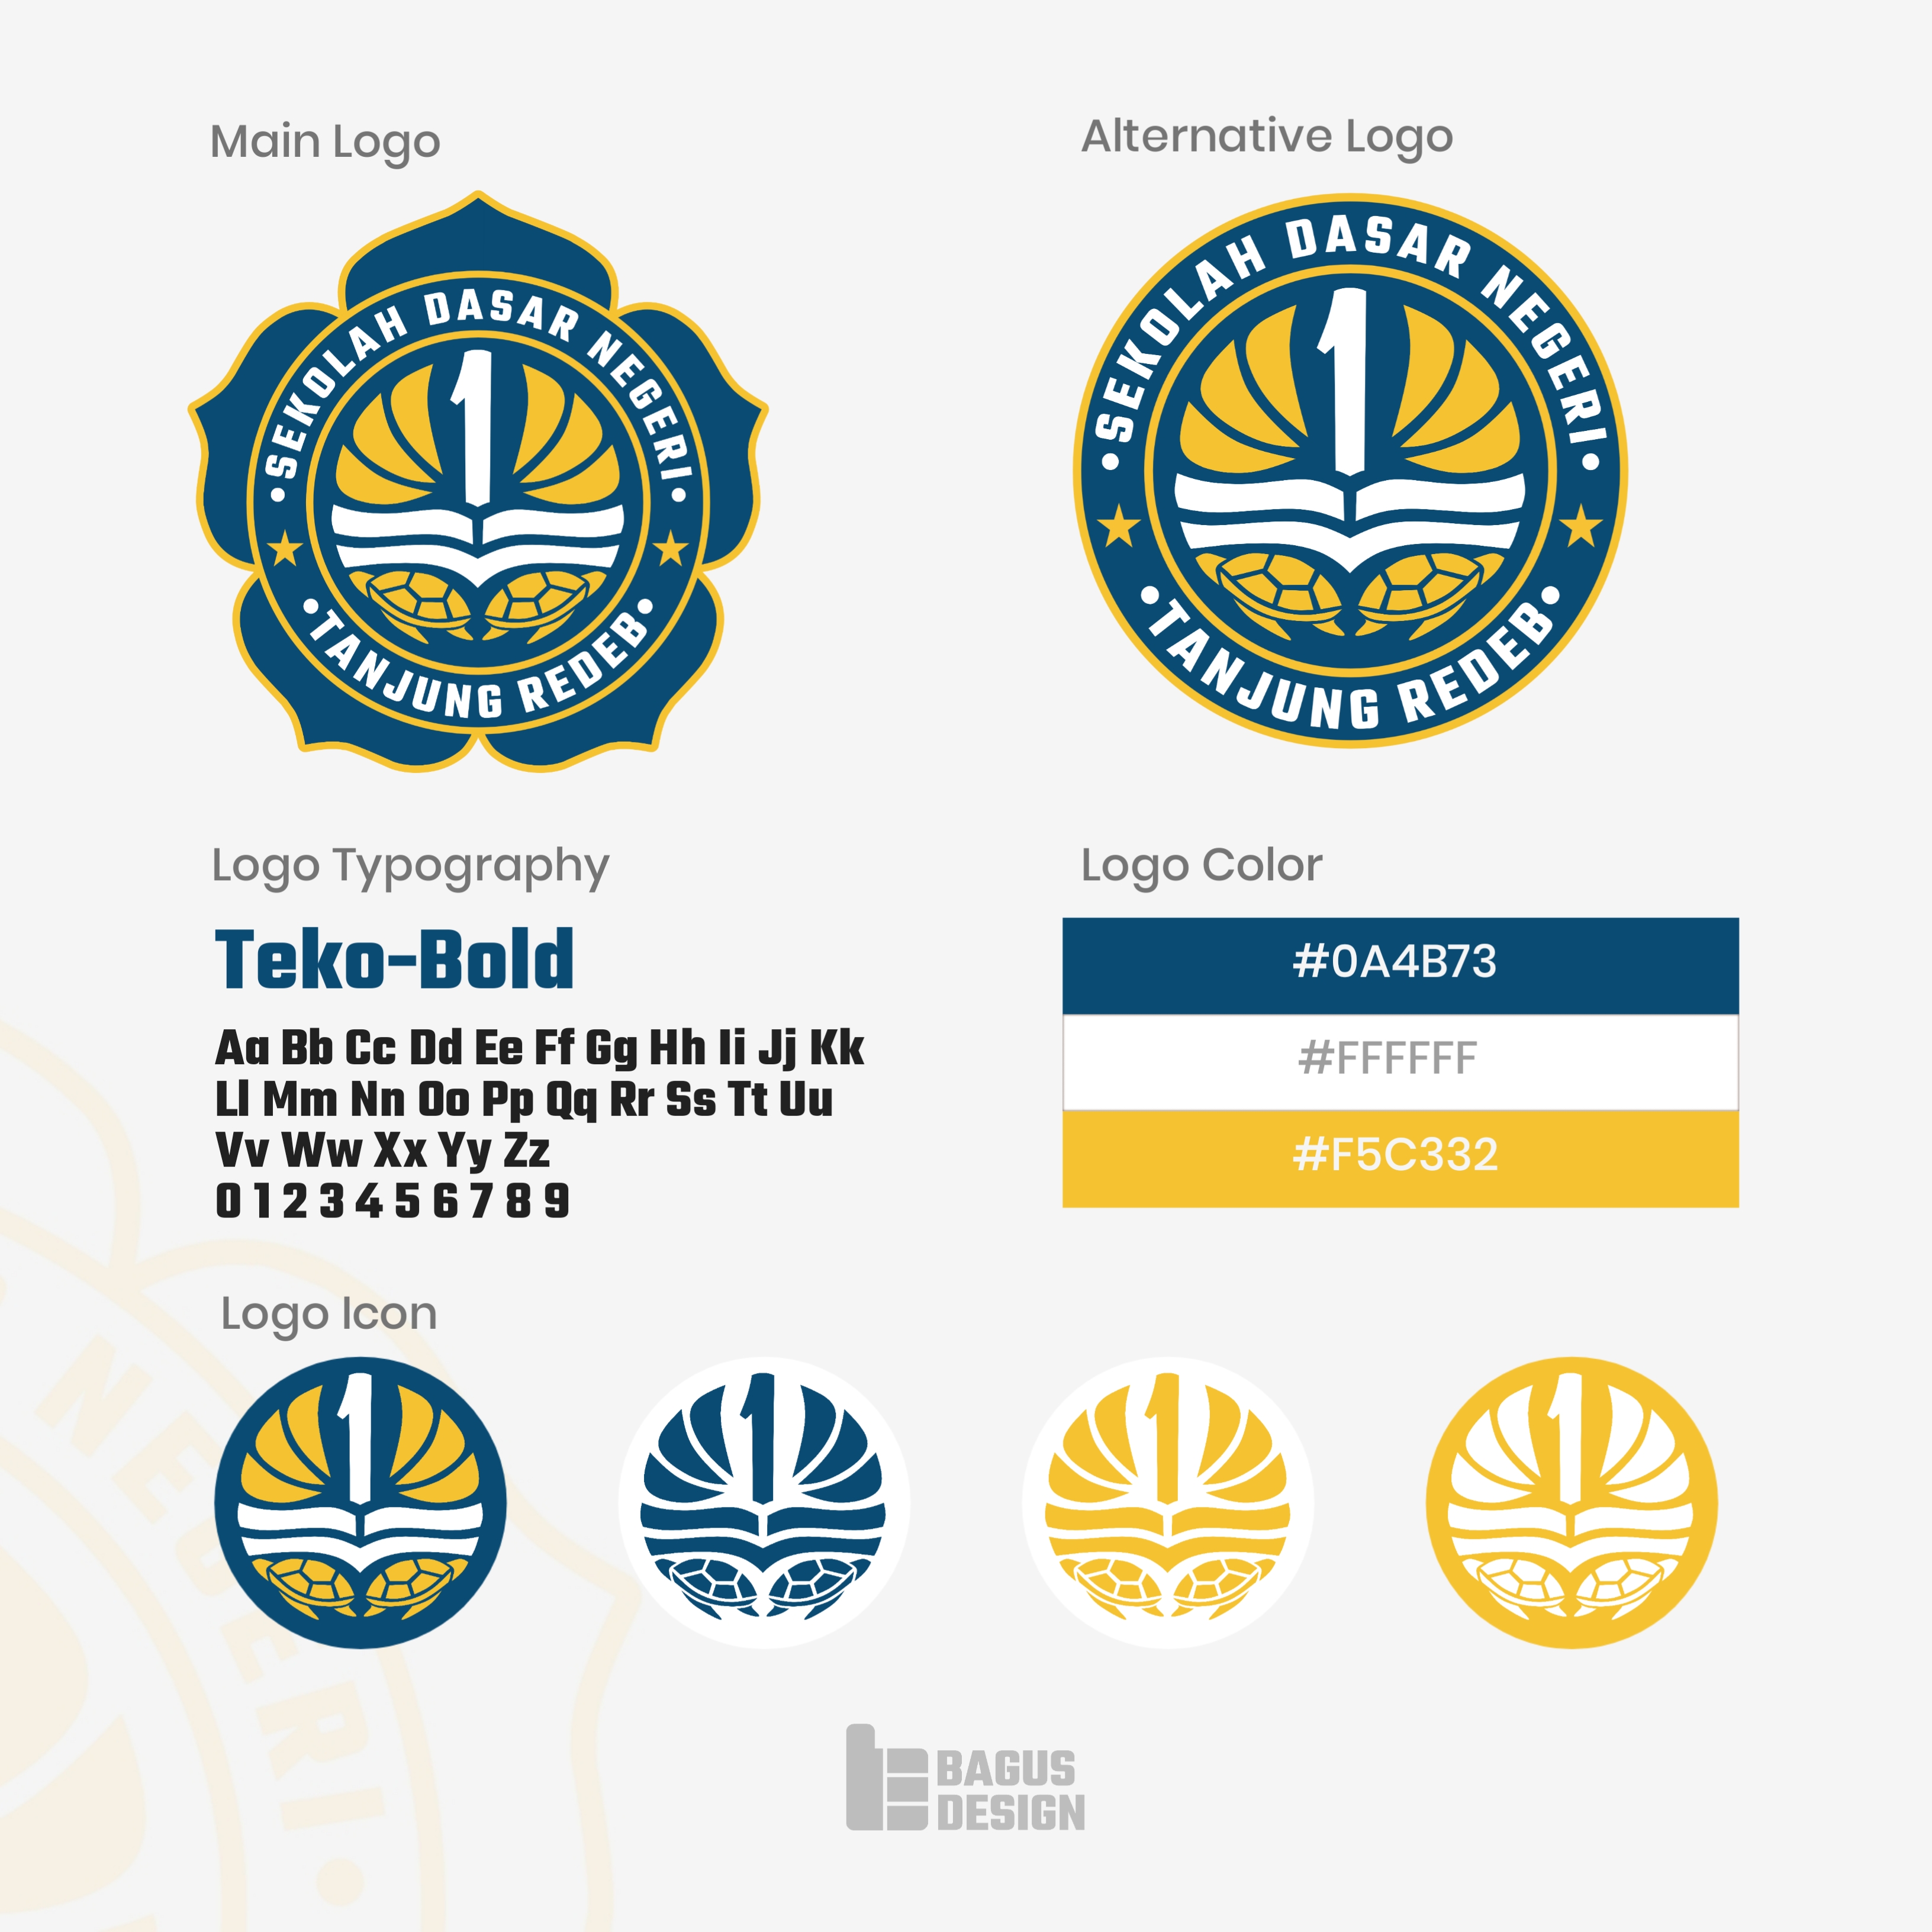 Main Logo
Alternative Logo
SEKOLAH DASAR NEGERI
1
TANJUNG REDEB
SEKOLAH DASAR NEGERI
1
TANJUNG REDEB
Logo Typography
Teko-Bold
Aa Bb Cc Dd Ee Ff Gg Hh Ii Jj Kk
Ll Mm Nn Oo Pp Qq Rr Ss Tt Uu
Vv Ww Xx Yy Zz
0 1 2 3 4 5 6 7 8 9
Logo Color
#0A4B73
#FFFFFF
#F5C332
Logo Icon
1
1
1
1
NEGERI
BAGUS
DESIGN